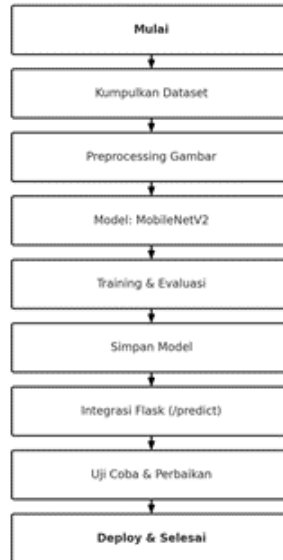 Mulai
Kumpulkan Dataset
Preprocessing Gambar
Model: MobileNetV2
Training & Evaluasi
Simpan Model
Integrasi Flask (/predict)
Uji Coba & Perbaikan
Deploy & Selesai